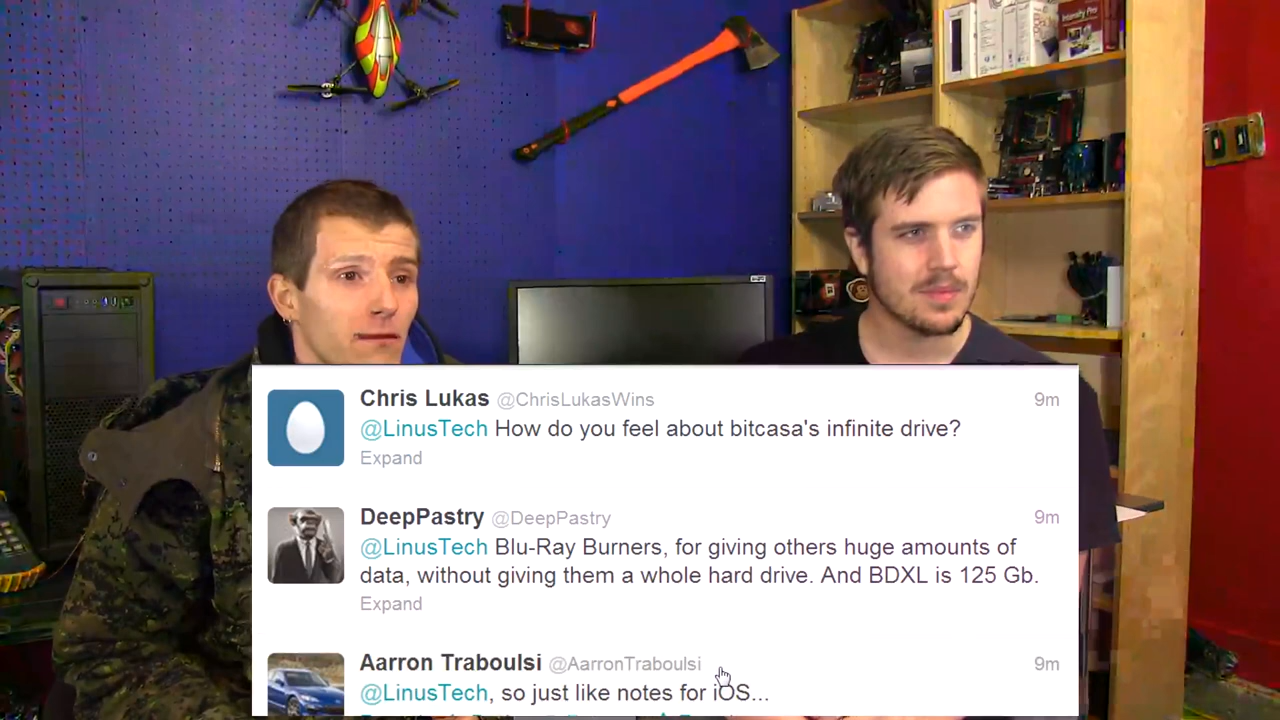 Intensity Pro
Chris Lukas @ChrisLukasWins 9m
@LinusTech How do you feel about bitcasa's infinite drive?
Expand
DeepPastry @DeepPastry 9m
@LinusTech Blu-Ray Burners, for giving others huge amounts of
data, without giving them a whole hard drive. And BDXL is 125 Gb.
Expand
Aarron Traboulsi @AarronTraboulsi 9m
@LinusTech, so just like notes for iOS...